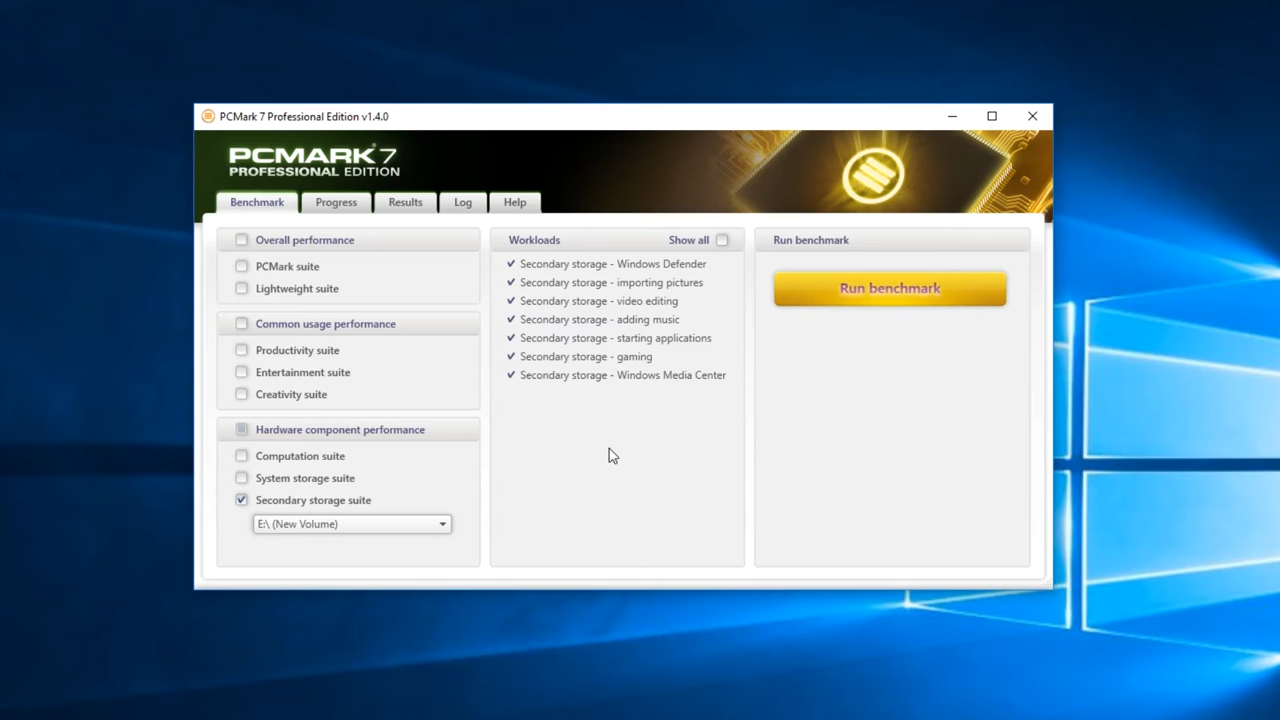 PCMark 7 Professional Edition v1.4.0
PCMARK®7
PROFESSIONAL EDITION
Benchmark
Progress
Results
Log
Help
Overall performance
PCMark suite
Lightweight suite
Common usage performance
Productivity suite
Entertainment suite
Creativity suite
Hardware component performance
Computation suite
System storage suite
Secondary storage suite
E:\ (New Volume)
Workloads
Show all
Secondary storage - Windows Defender
Secondary storage - importing pictures
Secondary storage - video editing
Secondary storage - adding music
Secondary storage - starting applications
Secondary storage - gaming
Secondary storage - Windows Media Center
Run benchmark
Run benchmark